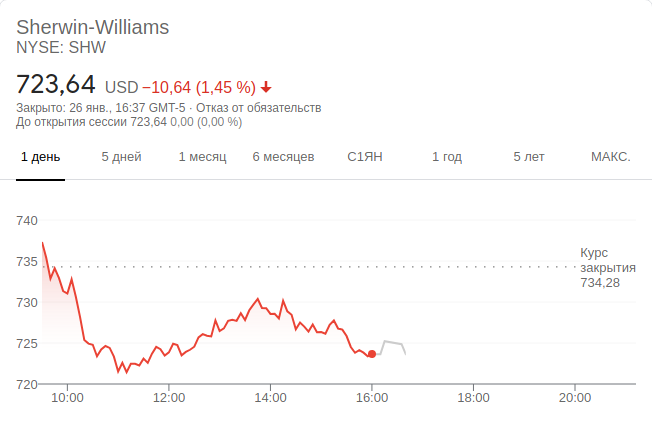 Sherwin-Williams
NYSE: SHW
723,64 USD −10,64 (1,45 %)
Закрыто: 26 янв., 16:37 GMT-5 · Отказ от обязательств
До открытия сессии 723,64 0,00 (0,00 %)
1 день 5 дней 1 месяц 6 месяцев С1ЯН 1 год 5 лет МАКС.
740
735
730
725
720
Курс
закрытия
734,28
10:00 12:00 14:00 16:00 18:00 20:00